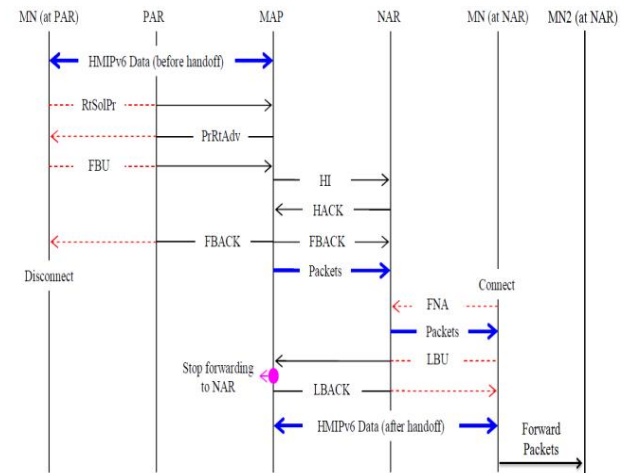 MN (at PAR) PAR MAP NAR MN (at NAR) MN2 (at NAR)
HMIPv6 Data (before handoff)
RtSolPr
PrRtAdv
FBU
HI
HACK
FBACK FBACK
Disconnect Packets Connect
FNA
Packets
LBU
Stop forwarding
to NAR
LBACK
HMIPv6 Data (after handoff)
Forward
Packets